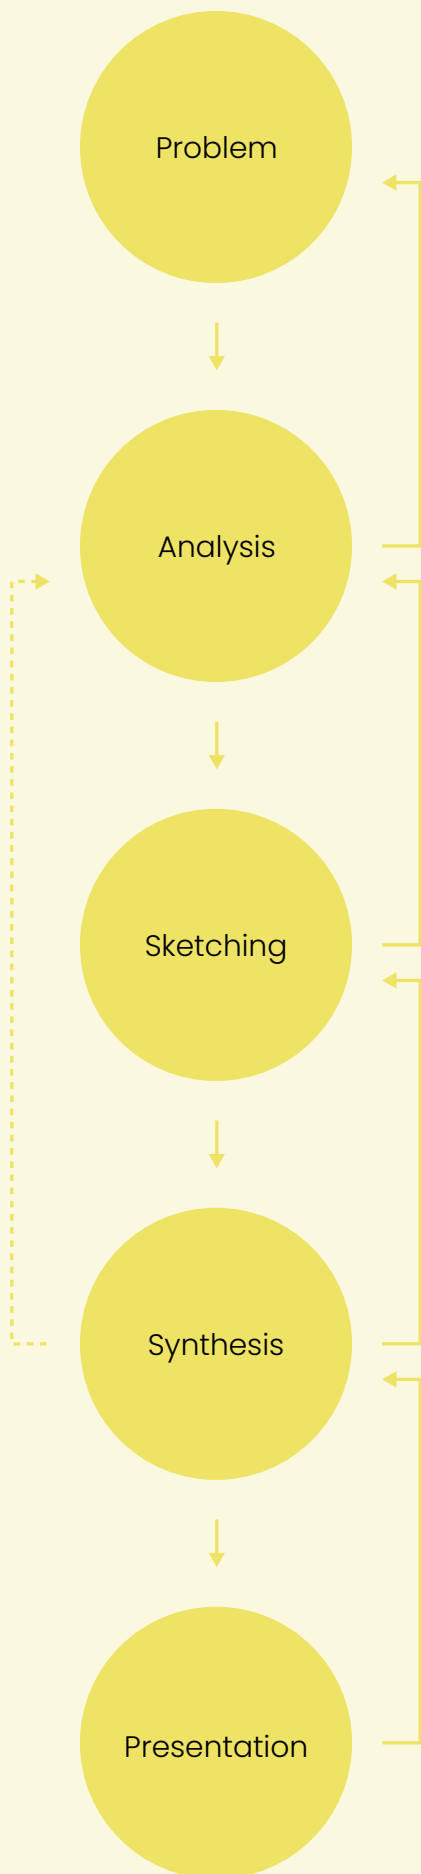 Problem
Analysis
Sketching
Synthesis
Presentation